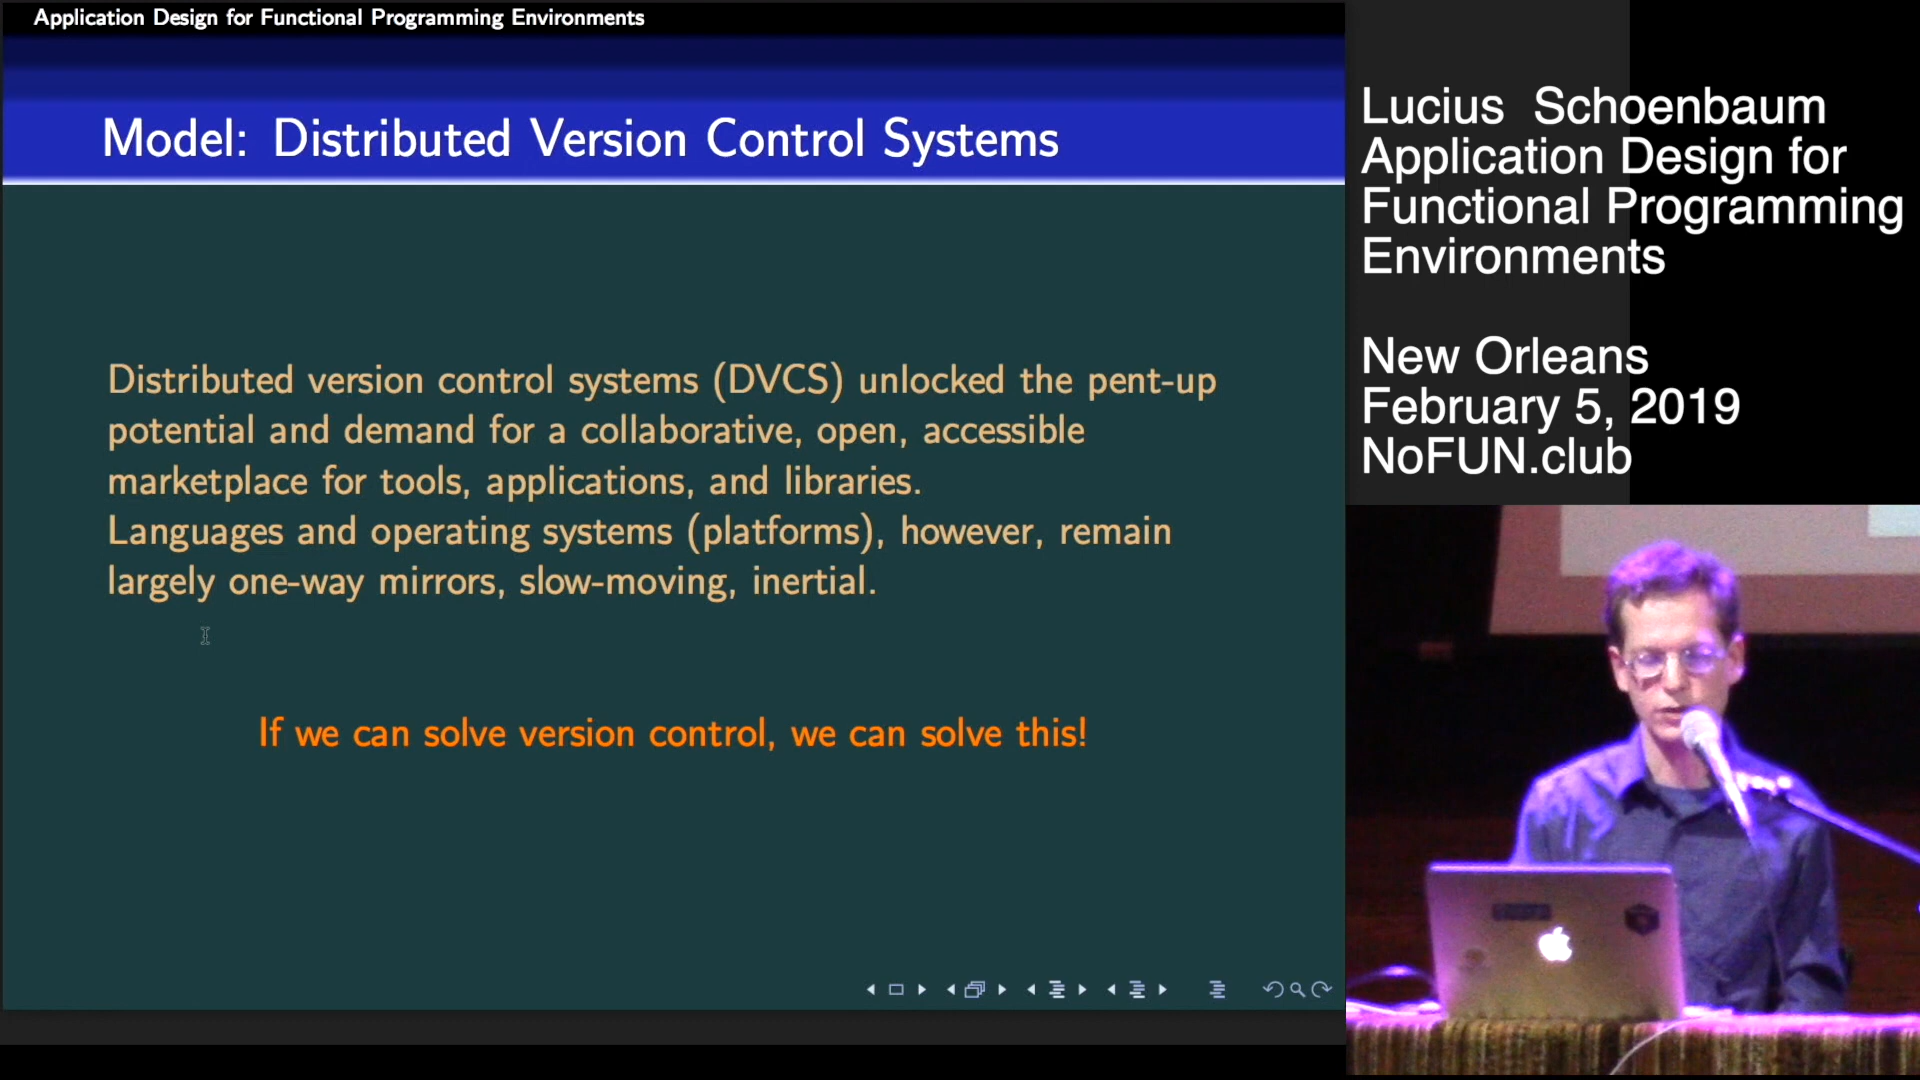 Application Design for Functional Programming Environments
Model: Distributed Version Control Systems
Distributed version control systems (DVCS) unlocked the pent-up
potential and demand for a collaborative, open, accessible
marketplace for tools, applications, and libraries.
Languages and operating systems (platforms), however, remain
largely one-way mirrors, slow-moving, inertial.
If we can solve version control, we can solve this!
Lucius Schoenbaum
Application Design for
Functional Programming
Environments
New Orleans
February 5, 2019
NoFUN.club